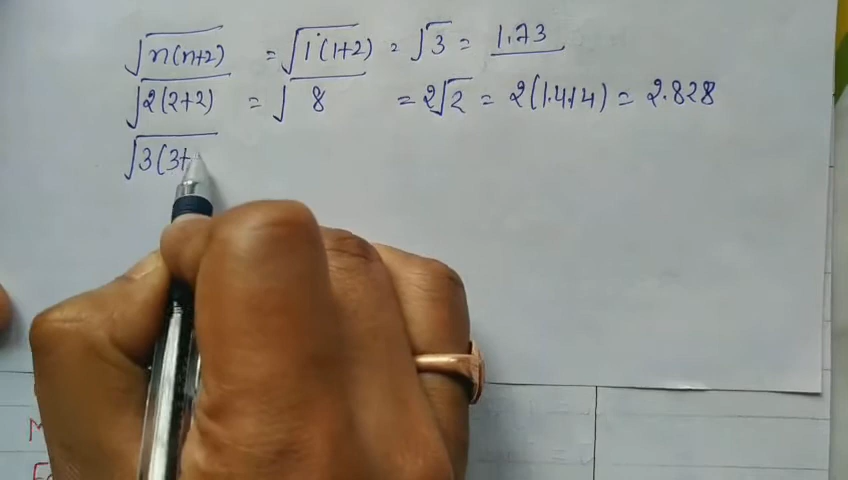 √n(n+2) = √1(1+2) = √3 = 1.73
√2(2+2) = √8 = 2√2 = 2(1.414) = 2.828
√3(3+